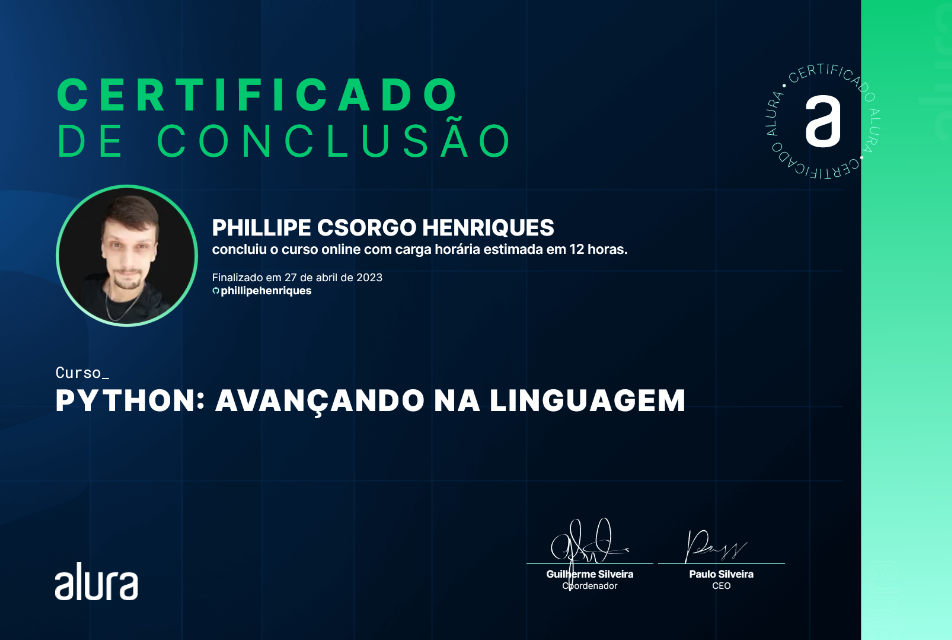 CERTIFICADO
DE CONCLUSÃO
CERTIFICADO ALURA • CERTIFICADO ALURA •
a
PHILLIPE CSORGO HENRIQUES
concluiu o curso online com carga horária estimada em 12 horas.
Finalizado em 27 de abril de 2023
phillipehenriques
Curso_
PYTHON: AVANÇANDO NA LINGUAGEM
alura
Guilherme Silveira
Coordenador
Paulo Silveira
CEO